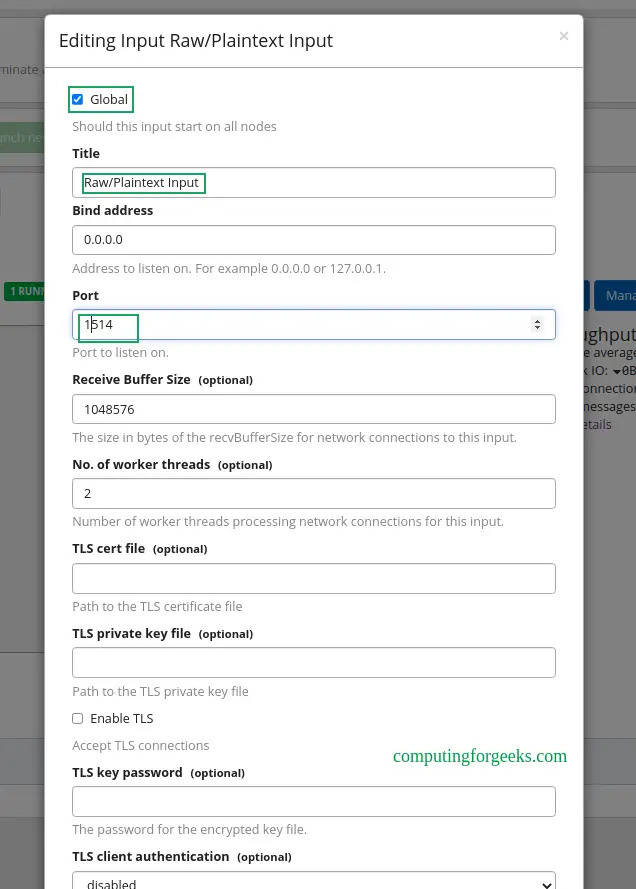 Editing Input Raw/Plaintext Input
×
minate
Global
Should this input start on all nodes
Title
Raw/Plaintext Input
Bind address
0.0.0.0
Address to listen on. For example 0.0.0.0 or 127.0.0.1.
Port
1 RUNN
Mana
1514
ughput
Port to listen on.
e average
k IO: 0B
Receive Buffer Size (optional)
onnection
1048576
messages
etails
The size in bytes of the recvBufferSize for network connections to this input.
No. of worker threads (optional)
2
Number of worker threads processing network connections for this input.
TLS cert file (optional)
Path to the TLS certificate file
TLS private key file (optional)
Path to the TLS private key file
Enable TLS
Accept TLS connections
computingforgeeks.com
TLS key password (optional)
The password for the encrypted key file.
TLS client authentication (optional)
disabled